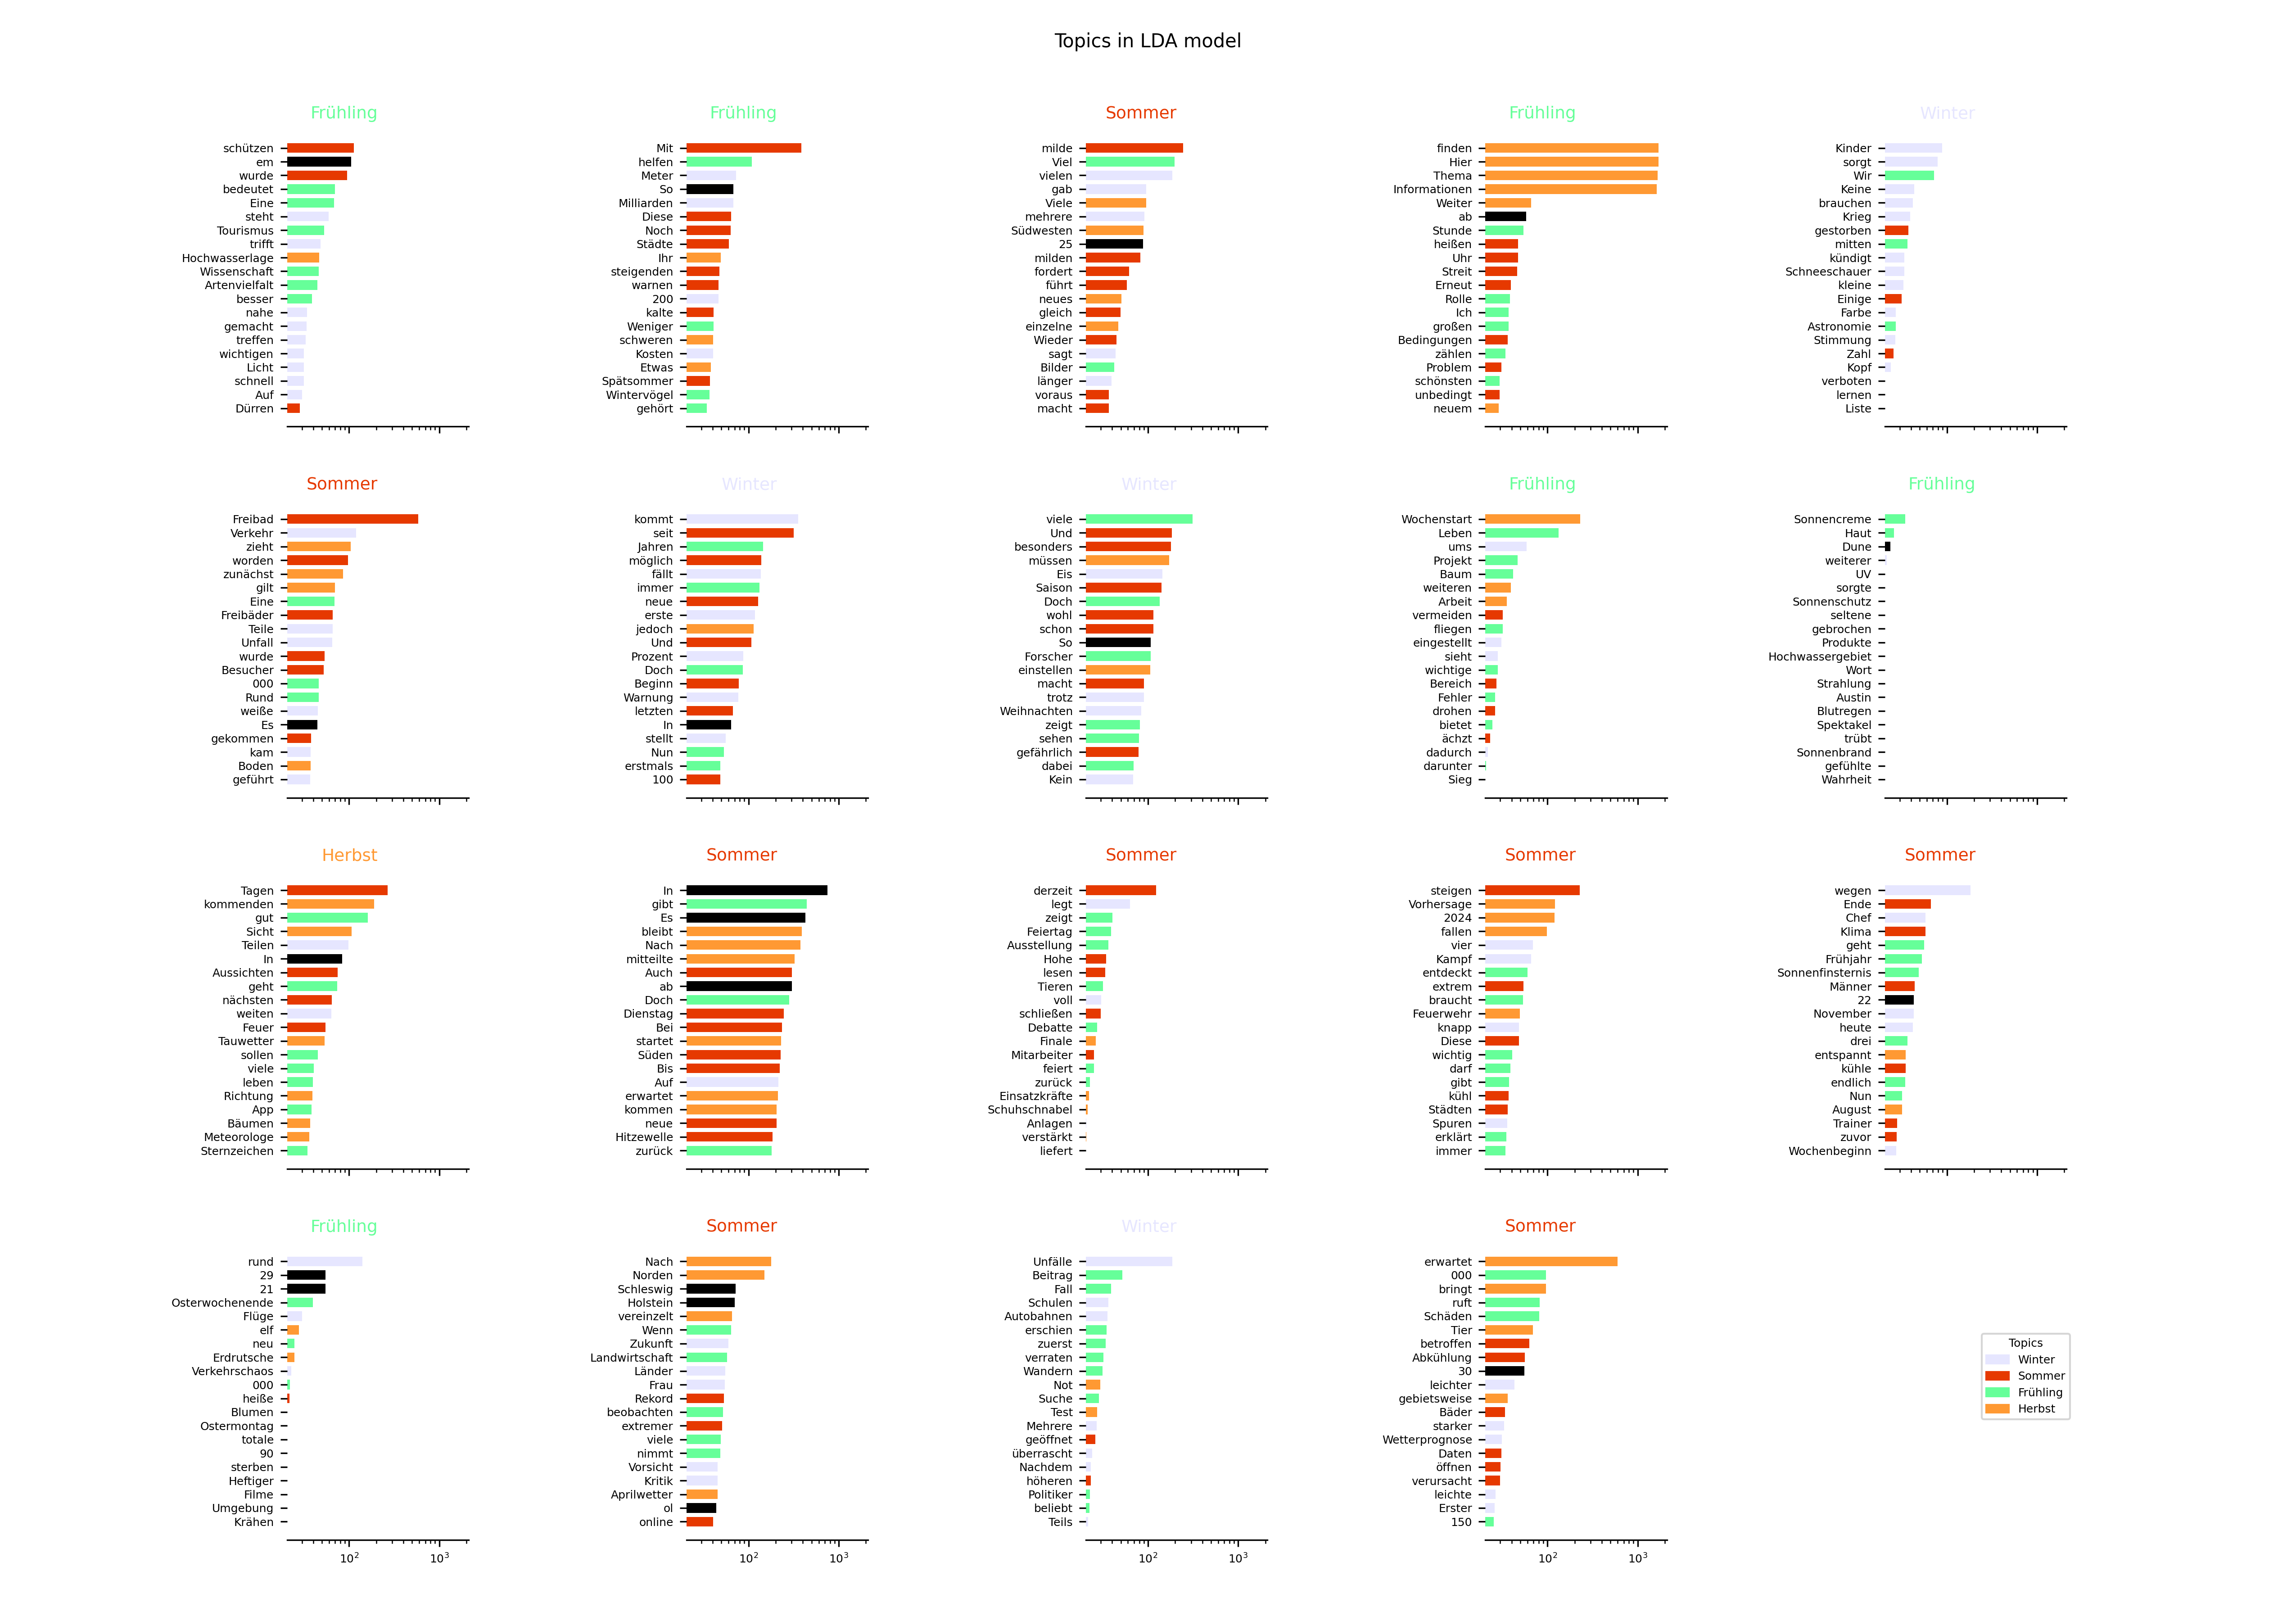 Topics in LDA model
Frühling
schützen
em
wurde
bedeutet
Eine
steht
Tourismus
trifft
Hochwasserlage
Wissenschaft
Artenvielfalt
besser
nahe
gemacht
treffen
wichtigen
Licht
schnell
Auf
Dürren
Frühling
Mit
helfen
Meter
So
Milliarden
Diese
Noch
Städte
Ihr
steigenden
warnen
200
kalte
Weniger
schweren
Kosten
Etwas
Spätsommer
Wintervögel
gehört
Sommer
milde
Viel
vielen
gab
Viele
mehrere
Südwesten
25
milden
fordert
führt
neues
gleich
einzelne
Wieder
sagt
Bilder
länger
voraus
macht
Frühling
finden
Hier
Thema
Informationen
Weiter
ab
Stunde
heißen
Uhr
Streit
Erneut
Rolle
Ich
großen
Bedingungen
zählen
Problem
schönsten
unbedingt
neuem
Winter
Kinder
sorgt
Wir
Keine
brauchen
Krieg
gestorben
mitten
kündigt
Schneeschauer
kleine
Einige
Farbe
Astronomie
Stimmung
Zahl
Kopf
verboten
lernen
Liste
Sommer
Freibad
Verkehr
zieht
worden
zunächst
gilt
Eine
Freibäder
Teile
Unfall
wurde
Besucher
000
Rund
weiße
Es
gekommen
kam
Boden
geführt
Winter
kommt
seit
Jahren
möglich
fällt
immer
neue
erste
jedoch
Und
Prozent
Doch
Beginn
Warnung
letzten
In
stellt
Nun
erstmals
100
Winter
viele
Und
besonders
müssen
Eis
Saison
Doch
wohl
schon
So
Forscher
einstellen
macht
trotz
Weihnachten
zeigt
sehen
gefährlich
dabei
Kein
Frühling
Wochenstart
Leben
ums
Projekt
Baum
weiteren
Arbeit
vermeiden
fliegen
eingestellt
sieht
wichtige
Bereich
Fehler
drohen
bietet
ächzt
dadurch
darunter
Sieg
Frühling
Sonnencreme
Haut
Dune
weiterer
UV
sorgte
Sonnenschutz
seltene
gebrochen
Produkte
Hochwassergebiet
Wort
Strahlung
Austin
Blutregen
Spektakel
trübt
Sonnenbrand
gefühlte
Wahrheit
Herbst
Tagen
kommenden
gut
Sicht
Teilen
In
Aussichten
geht
nächsten
weiten
Feuer
Tauwetter
sollen
viele
leben
Richtung
App
Bäumen
Meteorologe
Sternzeichen
Sommer
In
gibt
Es
bleibt
Nach
mitteilte
Auch
ab
Doch
Dienstag
Bei
startet
Süden
Bis
Auf
erwartet
kommen
neue
Hitzewelle
zurück
Sommer
derzeit
legt
zeigt
Feiertag
Ausstellung
Hohe
lesen
Tieren
voll
schließen
Debatte
Finale
Mitarbeiter
feiert
zurück
Einsatzkräfte
Schuhschnabel
Anlagen
verstärkt
liefert
Sommer
steigen
Vorhersage
2024
fallen
vier
Kampf
entdeckt
extrem
braucht
Feuerwehr
knapp
Diese
wichtig
darf
gibt
kühl
Städten
Spuren
erklärt
immer
Sommer
wegen
Ende
Chef
Klima
geht
Frühjahr
Sonnenfinsternis
Männer
22
November
heute
drei
entspannt
kühle
endlich
Nun
August
Trainer
zuvor
Wochenbeginn
Frühling
rund
29
21
Osterwochenende
Flüge
elf
neu
Erdrutsche
Verkehrschaos
000
heiße
Blumen
Ostermontag
totale
90
sterben
Heftiger
Filme
Umgebung
Krähen
10² 10³
Sommer
Nach
Norden
Schleswig
Holstein
vereinzelt
Wenn
Zukunft
Landwirtschaft
Länder
Frau
Rekord
beobachten
extremer
viele
nimmt
Vorsicht
Kritik
Aprilwetter
ol
online
10² 10³
Winter
Unfälle
Beitrag
Fall
Schulen
Autobahnen
erschien
zuerst
verraten
Wandern
Not
Suche
Test
Mehrere
geöffnet
überrascht
Nachdem
höheren
Politiker
beliebt
Teils
10² 10³
Sommer
erwartet
000
bringt
ruft
Schäden
Tier
betroffen
Abkühlung
30
leichter
gebietsweise
Bäder
starker
Wetterprognose
Daten
öffnen
verursacht
leichte
Erster
150
10² 10³
Topics
Winter
Sommer
Frühling
Herbst